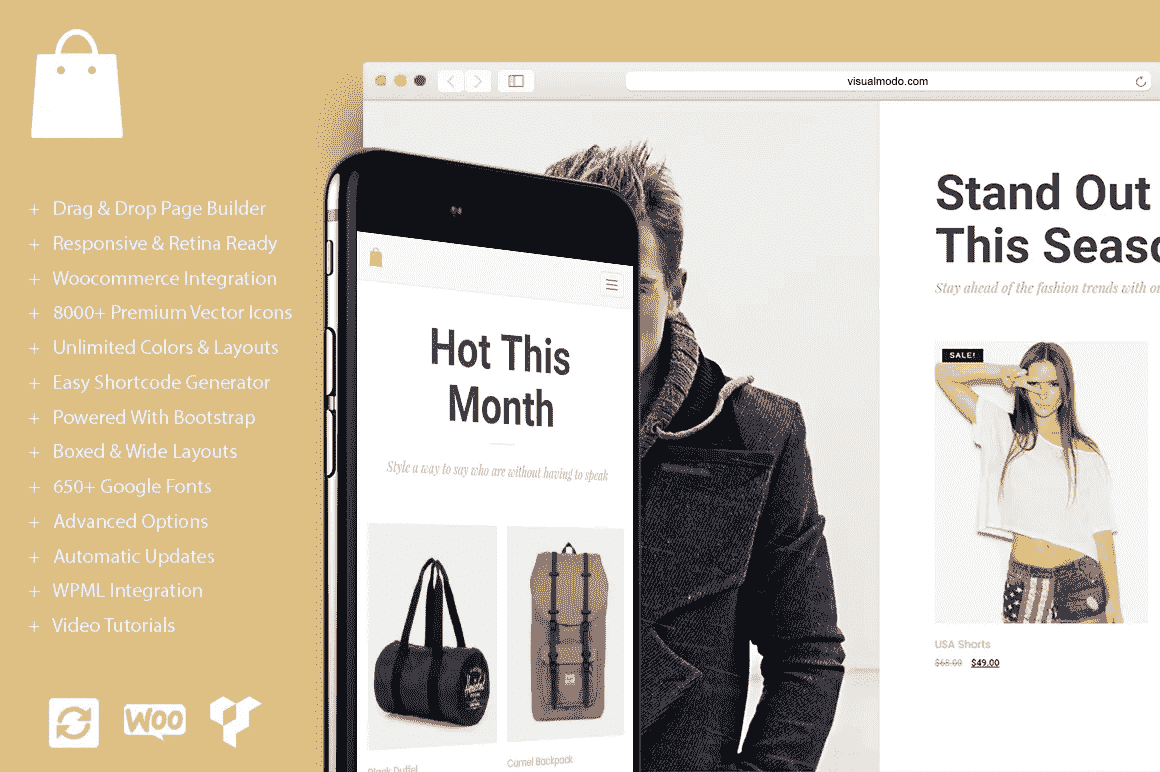 + Drag & Drop Page Builder
+ Responsive & Retina Ready
+ Woocommerce Integration
+ 8000+ Premium Vector Icons
+ Unlimited Colors & Layouts
+ Easy Shortcode Generator
+ Powered With Bootstrap
+ Boxed & Wide Layouts
+ 650+ Google Fonts
+ Advanced Options
+ Automatic Updates
+ WPML Integration
+ Video Tutorials
WOO
visualmodo.com
Hot This
Month
Style a way to say who are without having to speak
Herschel
Black Duffel
Camel Backpack
Stand Out
This Seaso
Stay ahead of the fashion trends with ou
SALE!
USA Shorts
$68.00 $49.00